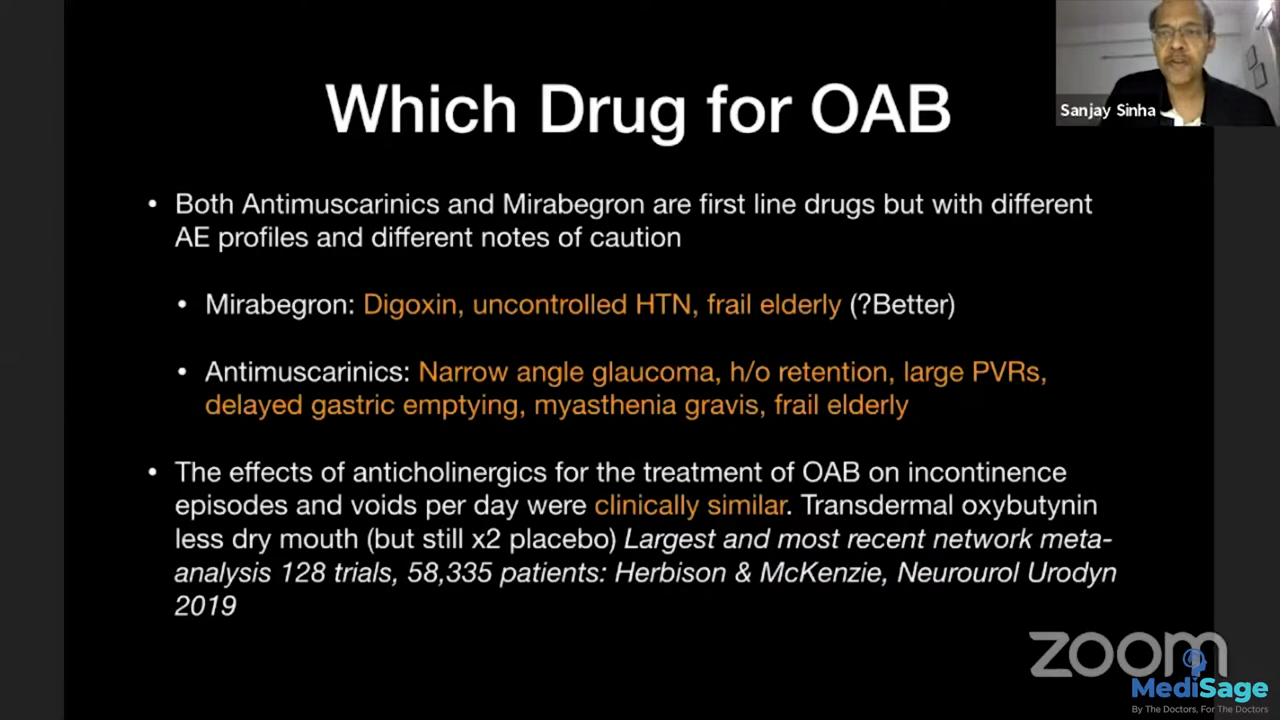 Sanjay Sinha
Which Drug for OAB
• Both Antimuscarinics and Mirabegron are first line drugs but with different
AE profiles and different notes of caution
• Mirabegron: Digoxin, uncontrolled HTN, frail elderly (?Better)
• Antimuscarinics: Narrow angle glaucoma, h/o retention, large PVRs,
delayed gastric emptying, myasthenia gravis, frail elderly
• The effects of anticholinergics for the treatment of OAB on incontinence
episodes and voids per day were clinically similar. Transdermal oxybutynin
less dry mouth (but still x2 placebo) Largest and most recent network meta-
analysis 128 trials, 58,335 patients: Herbison & McKenzie, Neurourol Urodyn
2019
zoom
MediSage
By The Doctors, For The Doctors